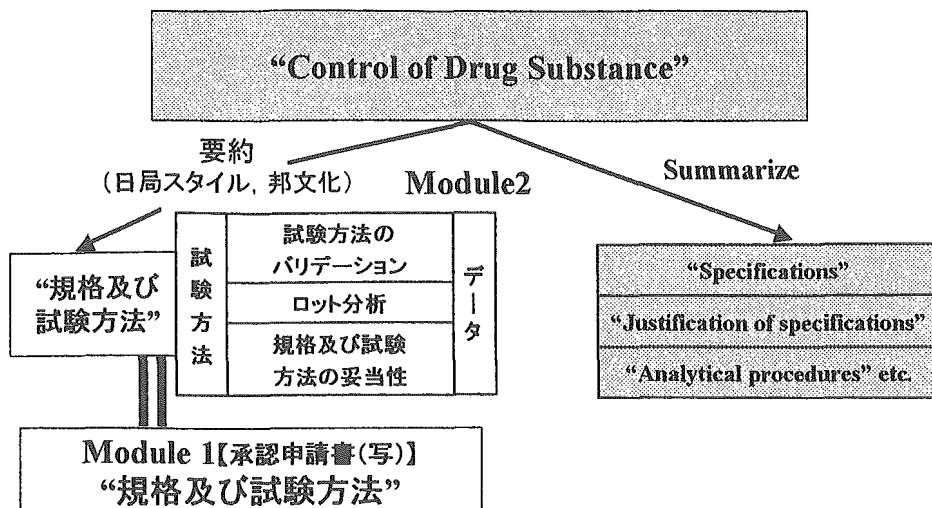 “Control of Drug Substance”
要約
(日局スタイル, 邦文化)
Module2
Summarize
“規格及び
試験方法”
試験方法
試験方法の
バリデーション
ロット分析
規格及び試験
方法の妥当性
データ
“Specifications”
“Justification of specifications”
“Analytical procedures” etc.
Module 1【承認申請書(写)】
“規格及び試験方法”